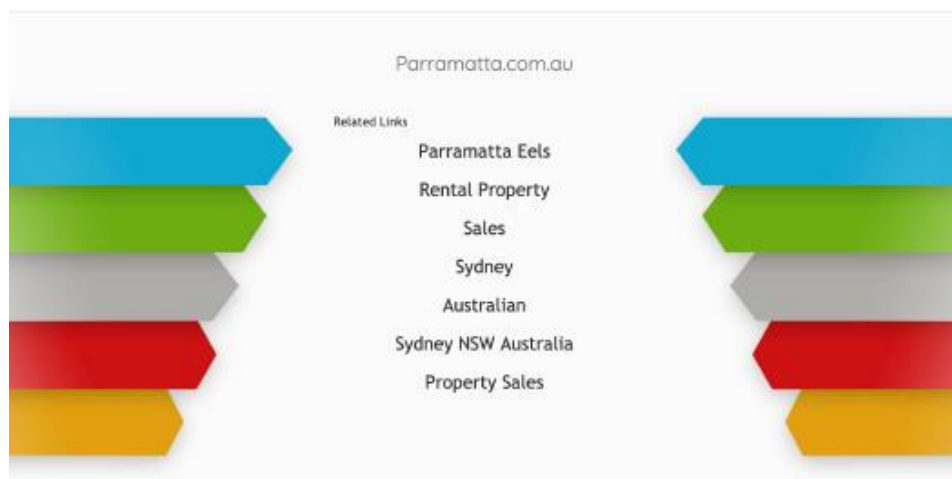 Parramatta.com.au
Related Links
Parramatta Eels
Rental Property
Sales
Sydney
Australian
Sydney NSW Australia
Property Sales